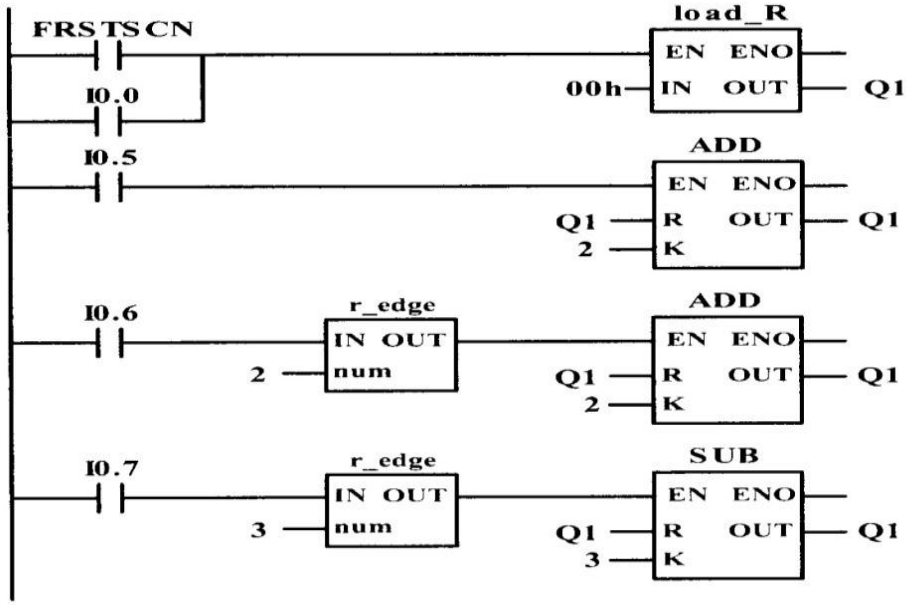 load_R
FRSTSCN
EN ENO
I0.0
00h IN OUT Q1
ADD
I0.5
EN ENO
Q1 R OUT Q1
2 K
ADD
I0.6
r_edge
IN OUT
EN ENO
2 num
Q1 R OUT Q1
2 K
SUB
I0.7
r_edge
IN OUT
EN ENO
3 num
Q1 R OUT Q1
3 K